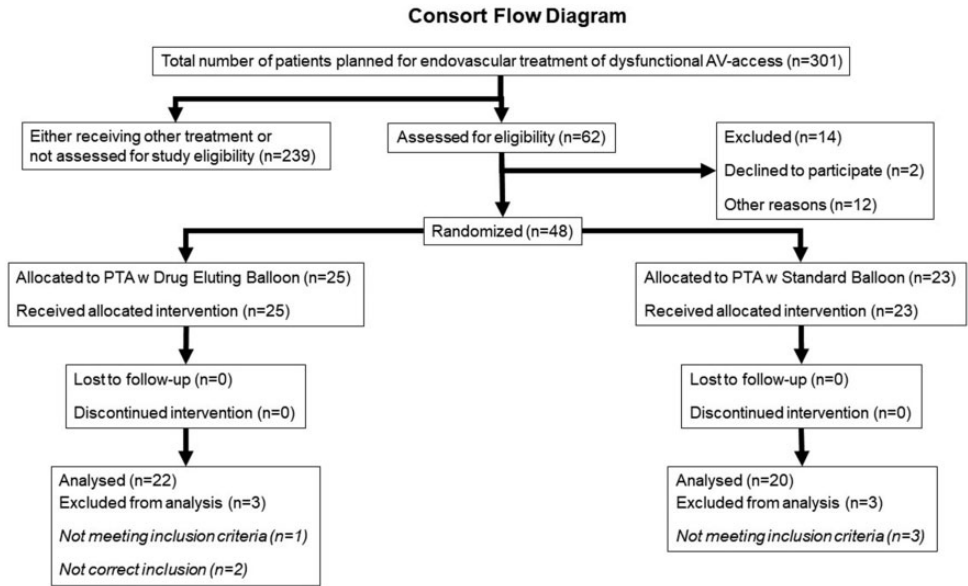 Consort Flow Diagram
Total number of patients planned for endovascular treatment of dysfunctional AV-access (n=301)
Either receiving other treatment or
not assessed for study eligibility (n=239)
Assessed for eligibility (n=62)
Excluded (n=14)
Declined to participate (n=2)
Other reasons (n=12)
Randomized (n=48)
Allocated to PTA w Drug Eluting Balloon (n=25)
Received allocated intervention (n=25)
Allocated to PTA w Standard Balloon (n=23)
Received allocated intervention (n=23)
Lost to follow-up (n=0)
Discontinued intervention (n=0)
Lost to follow-up (n=0)
Discontinued intervention (n=0)
Analysed (n=22)
Excluded from analysis (n=3)
Not meeting inclusion criteria (n=1)
Not correct inclusion (n=2)
Analysed (n=20)
Excluded from analysis (n=3)
Not meeting inclusion criteria (n=3)